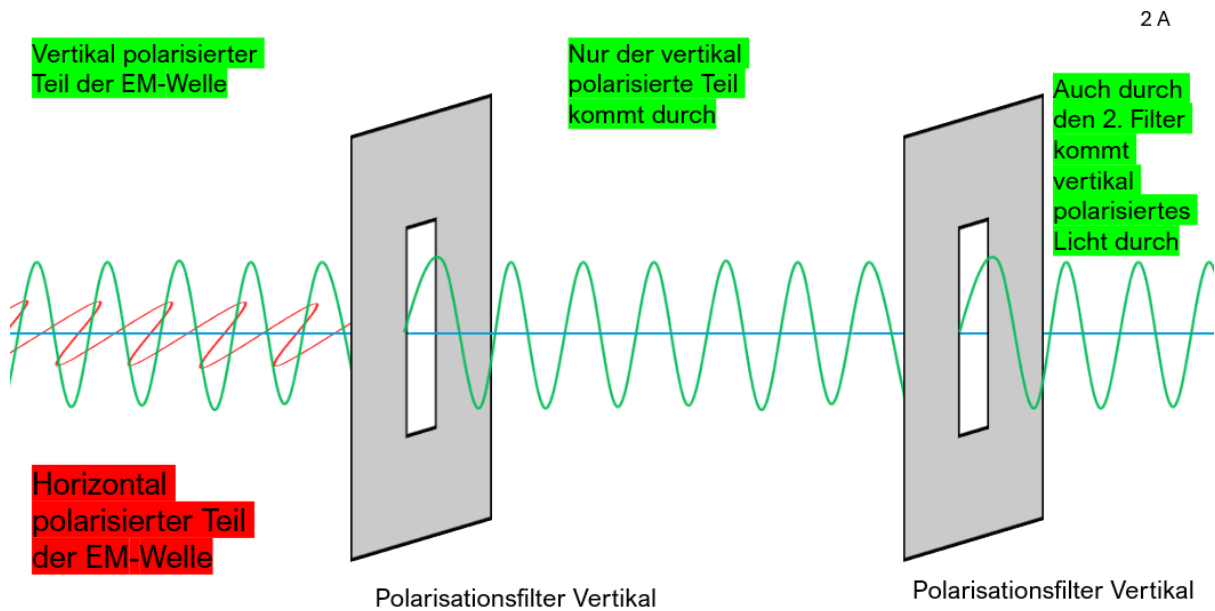 2 A
Vertikal polarisierter
Teil der EM-Welle
Nur der vertikal
polarisierte Teil
kommt durch
Auch durch
den 2. Filter
kommt
vertikal
polarisiertes
Licht durch
Horizontal
polarisierter Teil
der EM-Welle
Polarisationsfilter Vertikal
Polarisationsfilter Vertikal